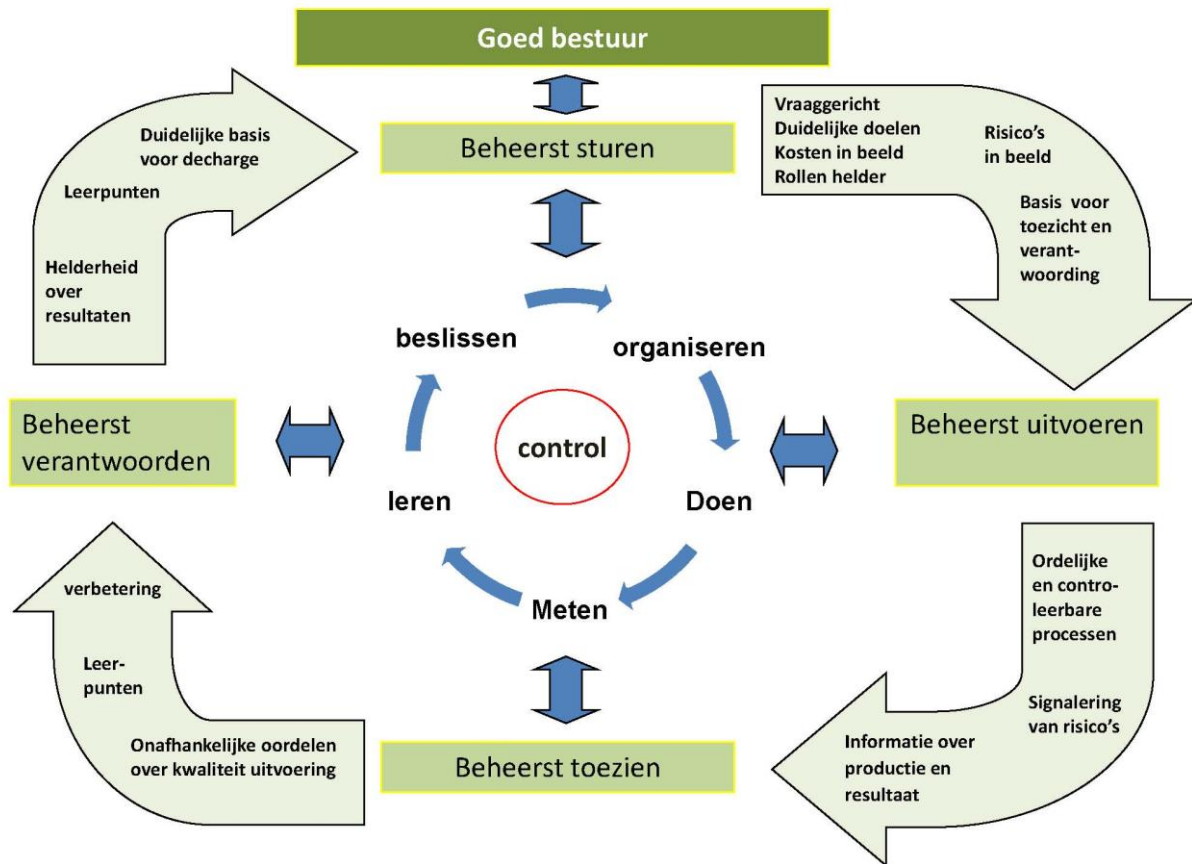 Goed bestuur
Beheerst sturen
Duidelijke basis
voor decharge
Leerpunten
Helderheid
over
resultaten
Vraaggericht
Duidelijke doelen
Kosten in beeld
Rollen helder
Risico's
in beeld
Basis voor
toezicht en
verant-
woording
beslissen
organiseren
control
leren
Doen
Meten
Beheerst
verantwoorden
Beheerst uitvoeren
Ordelijke
en contro-
leerbare
processen
Signalering
van risico's
Informatie over
productie en
resultaat
Beheerst toezien
verbetering
Leer-
punten
Onafhankelijke oordelen
over kwaliteit uitvoering